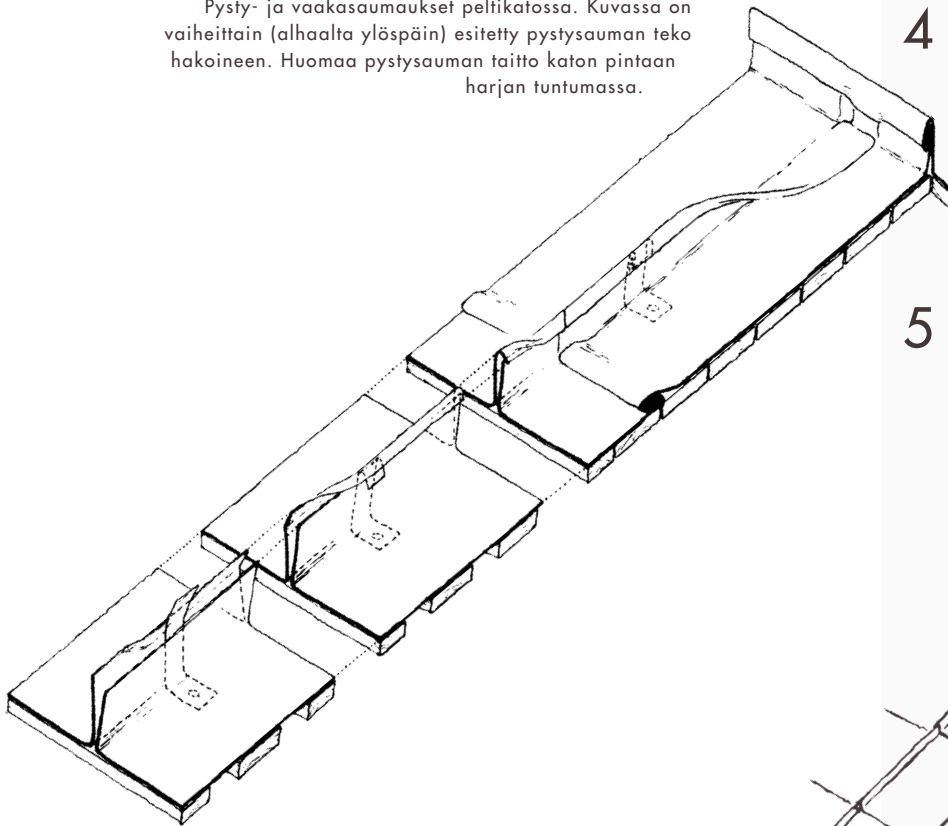 Pysty- ja vaakasaumaukset peltikatossa. Kuvassa on
vaiheittain (alhaalta ylöspäin) esitetty pystysauman teko
hakoineen. Huomaa pystysauman taitto katon pintaan
harjan tuntumassa.
4
5